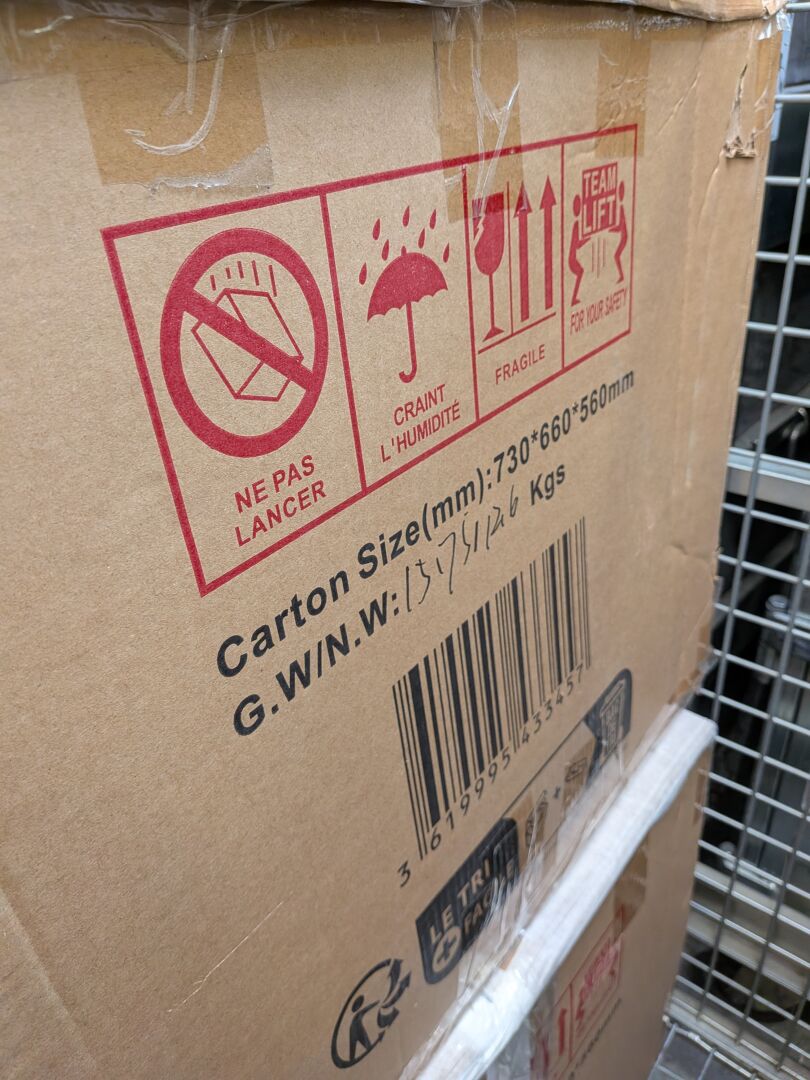 NE PAS
LANCER
CRAINT
L'HUMIDITÉ
FRAGILE
TEAM
LIFT
FOR YOUR SAFETY
Carton Size(mm):730*660*560mm
G.W/N.W: Kgs
3 619995 433457
LE TRI
+ FACILE